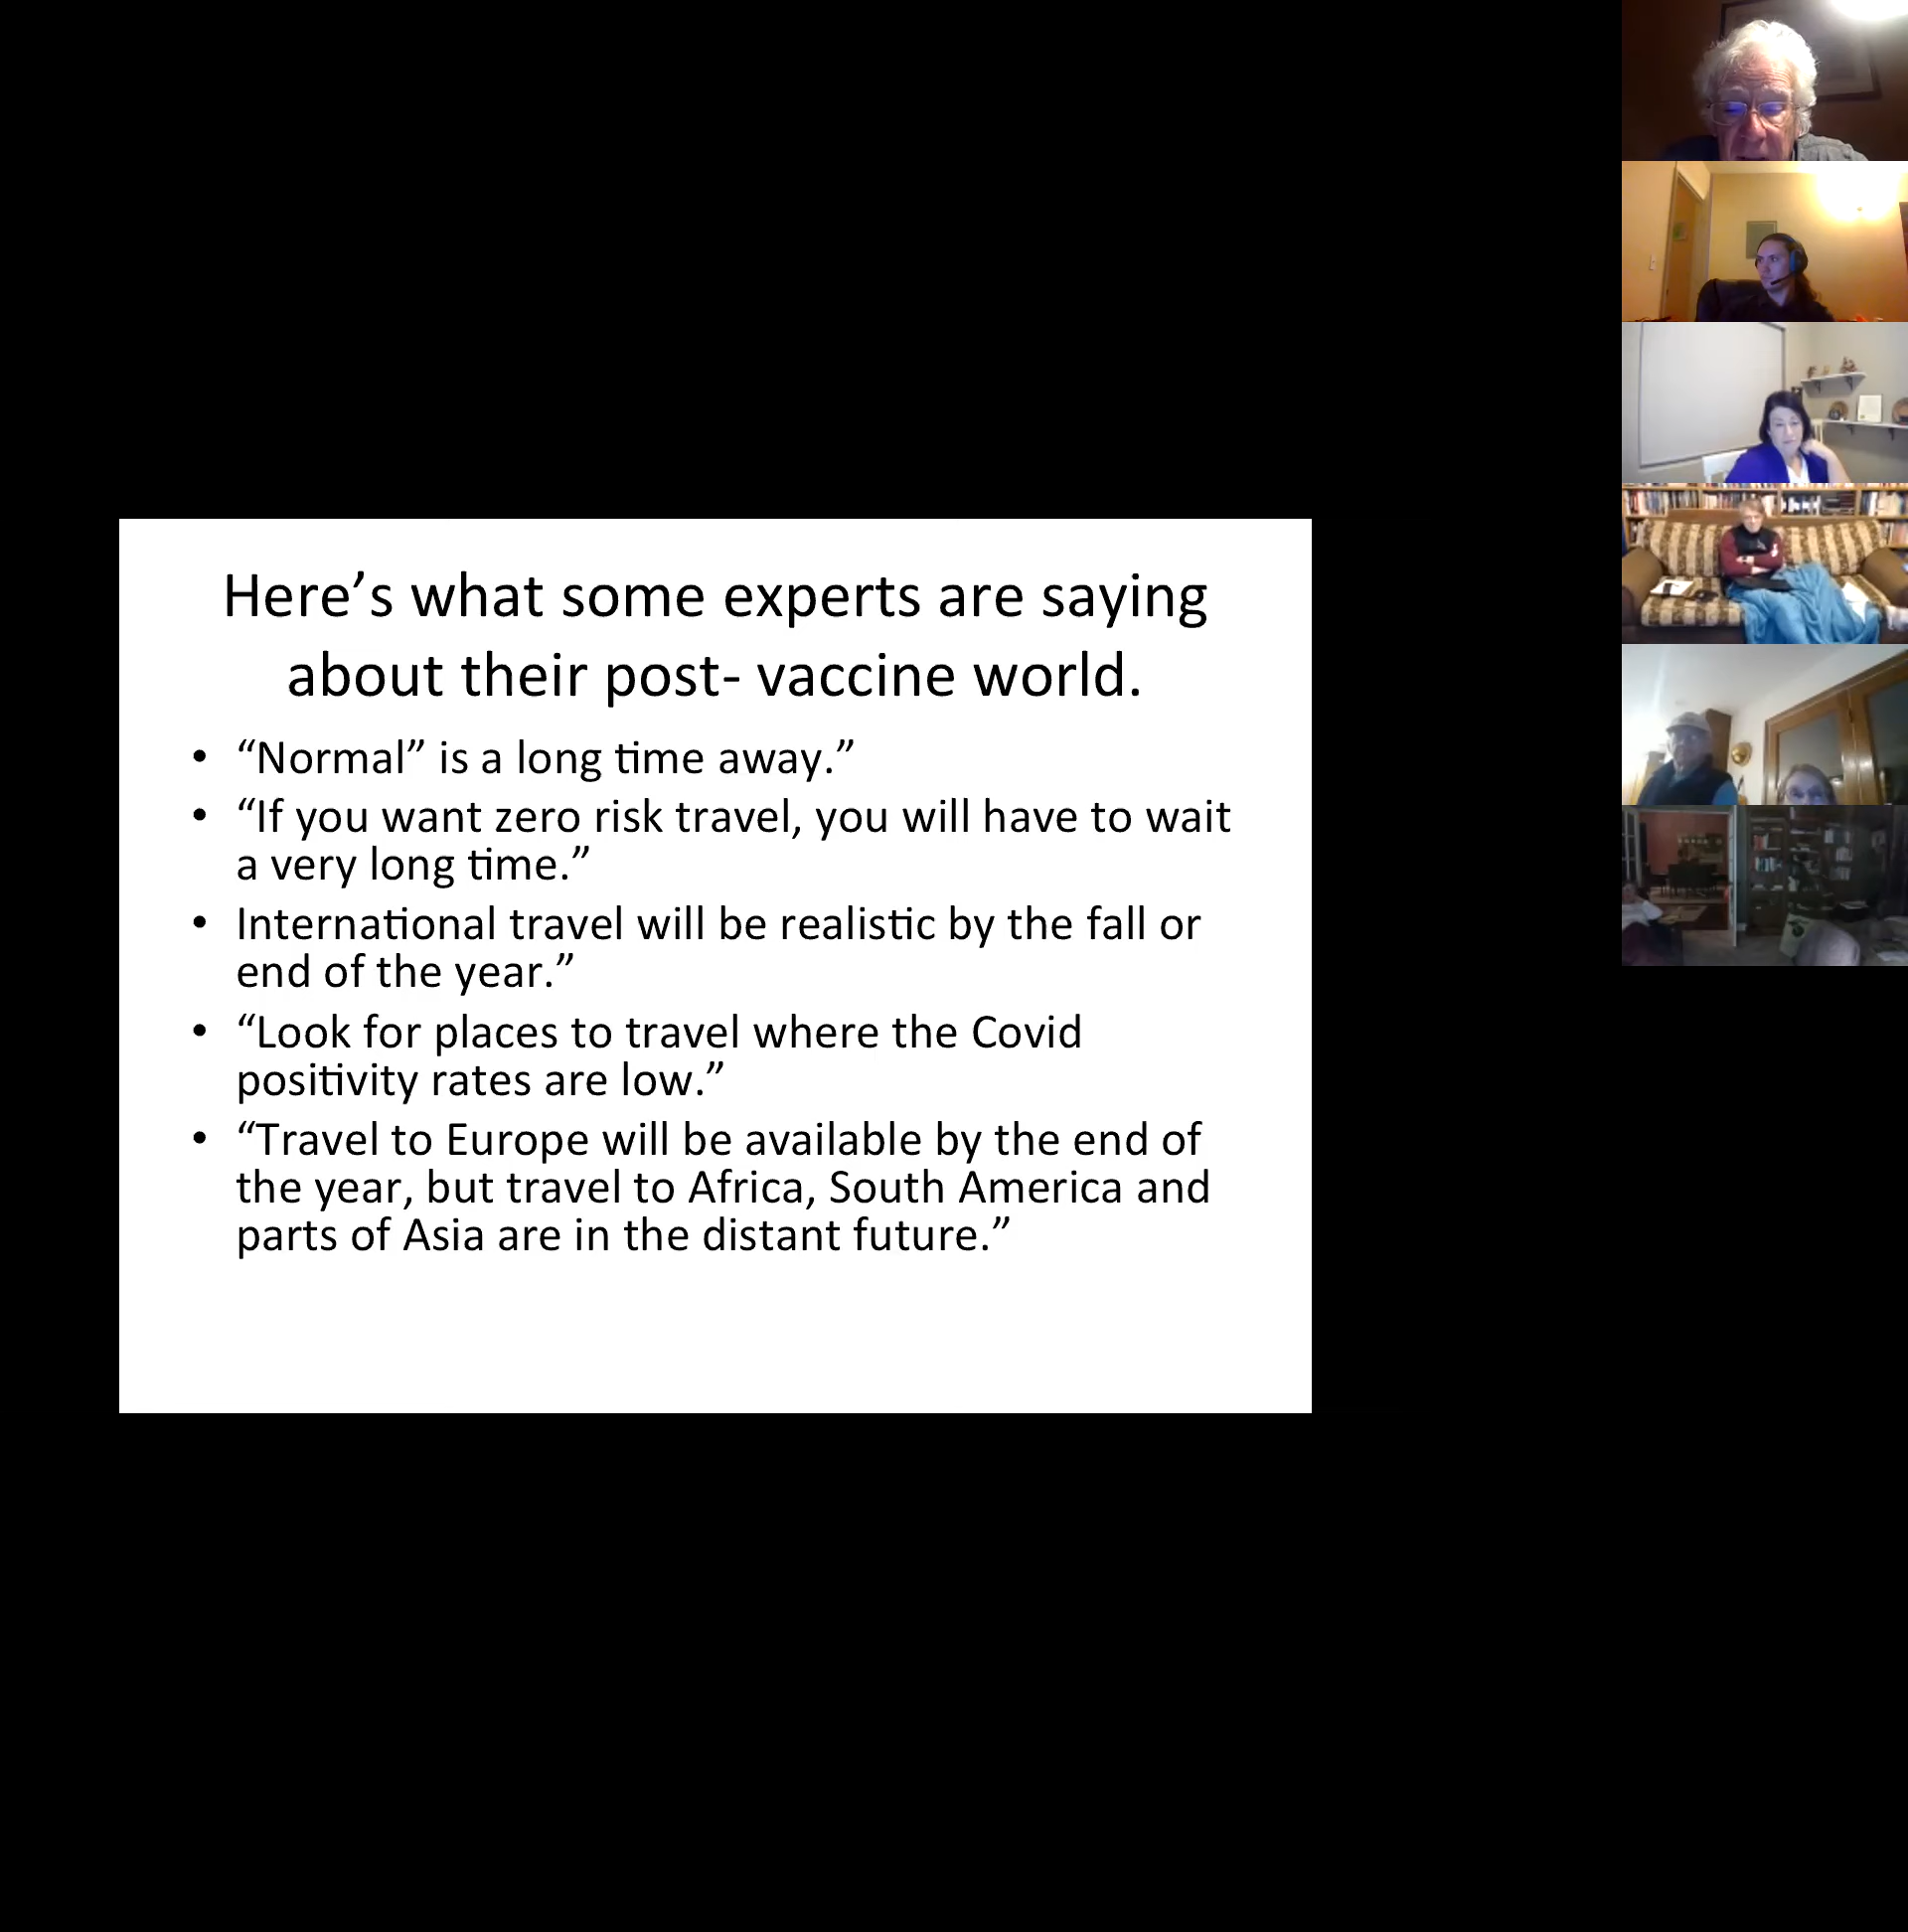 Here’s what some experts are saying
about their post- vaccine world.
• “Normal” is a long time away.”
• “If you want zero risk travel, you will have to wait
a very long time.”
• International travel will be realistic by the fall or
end of the year.”
• “Look for places to travel where the Covid
positivity rates are low.”
• “Travel to Europe will be available by the end of
the year, but travel to Africa, South America and
parts of Asia are in the distant future.”